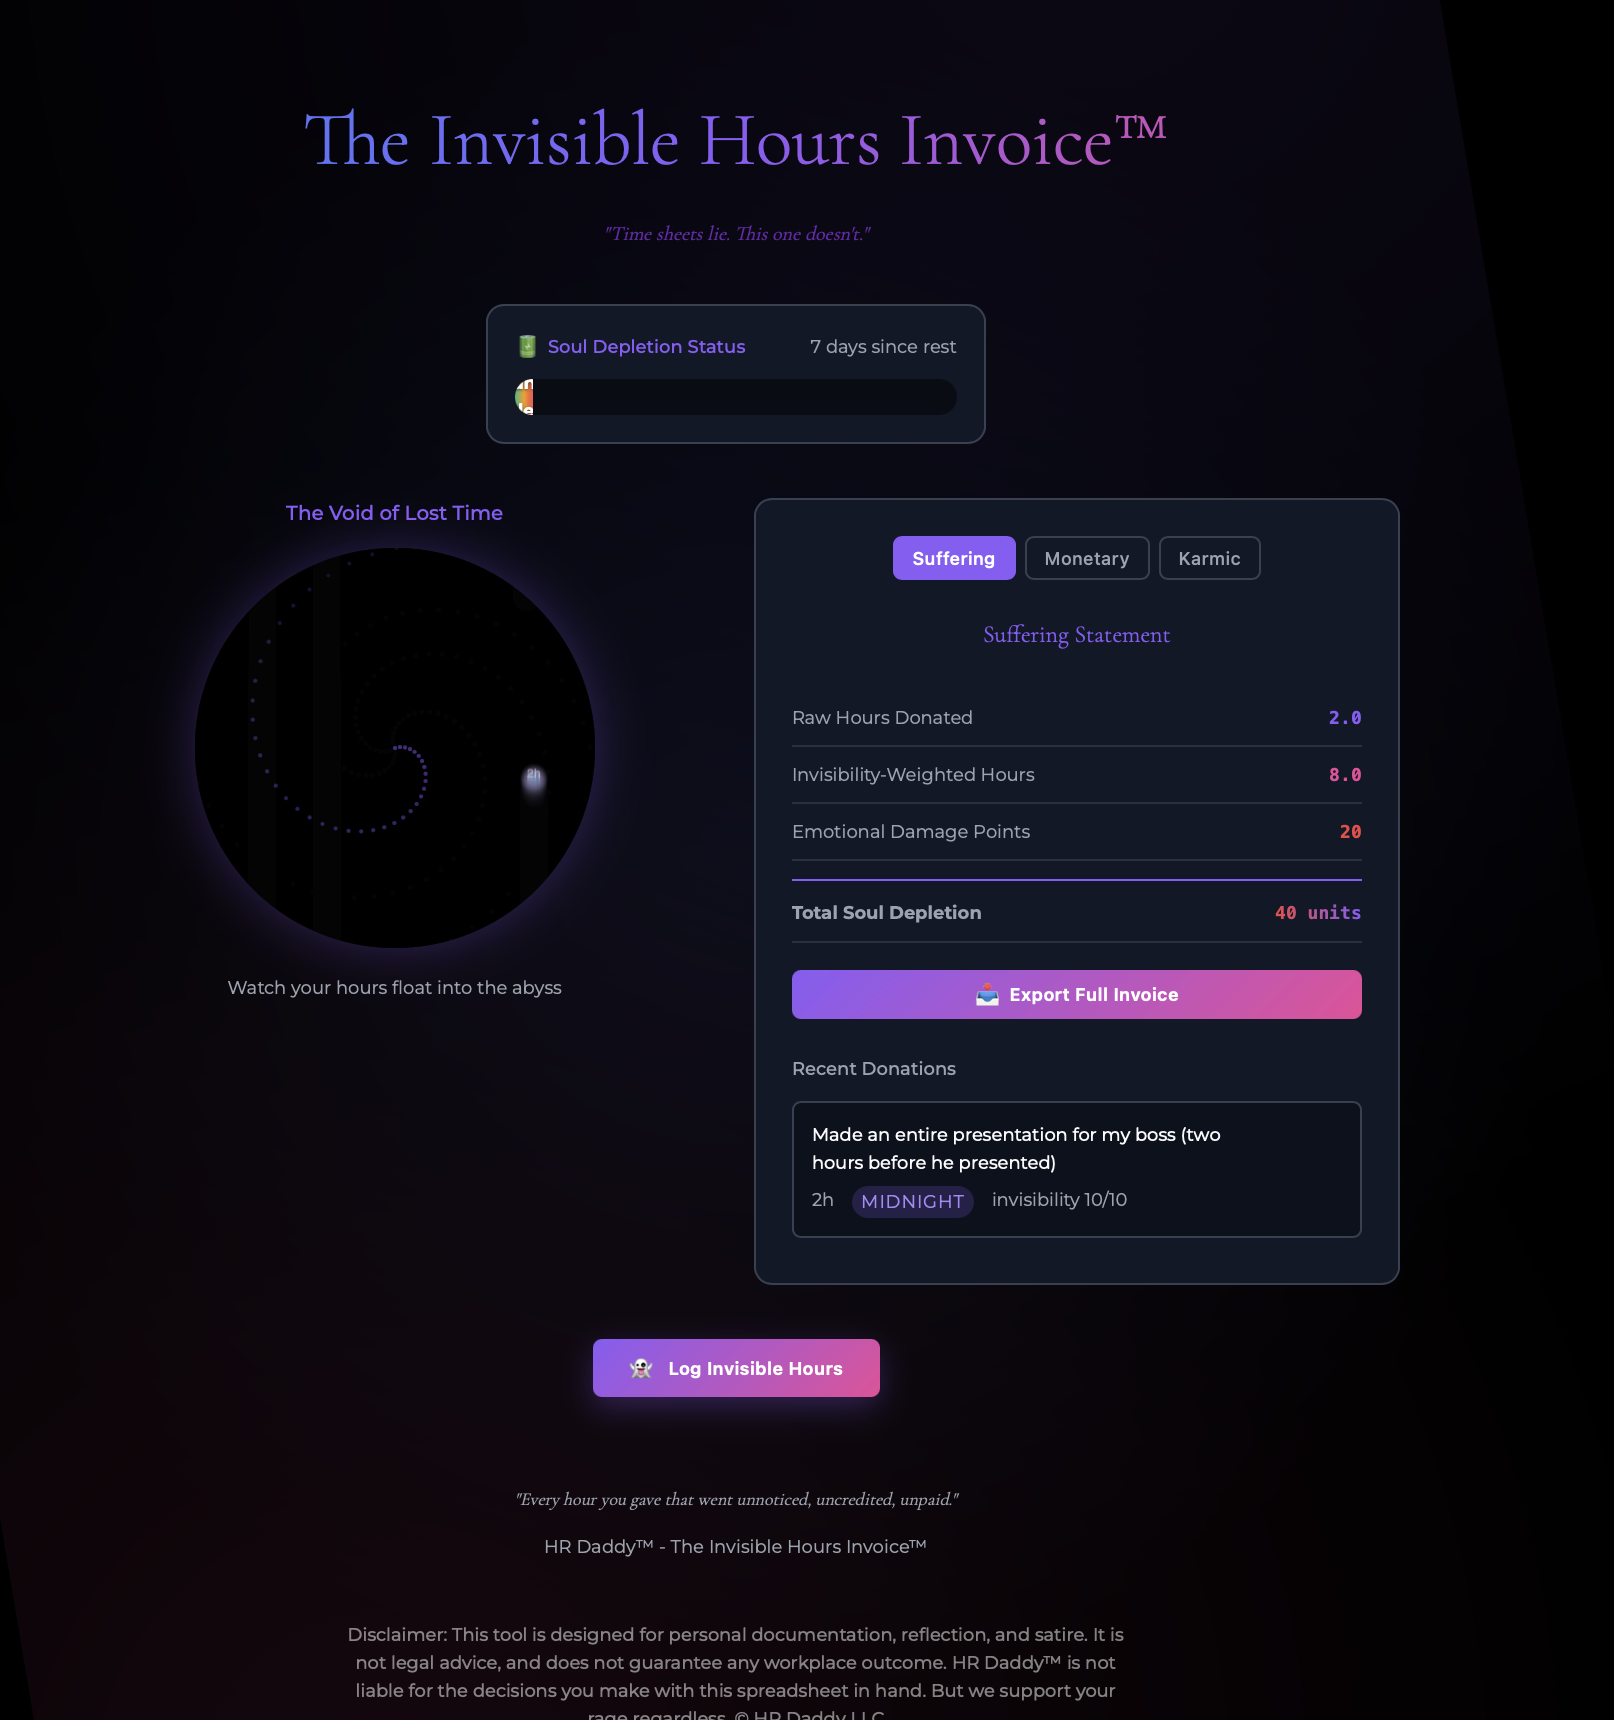 The Invisible Hours Invoice™
"Time sheets lie. This one doesn't."
Soul Depletion Status
7 days since rest
The Void of Lost Time
2h
Watch your hours float into the abyss
Suffering
Monetary
Karmic
Suffering Statement
Raw Hours Donated 2.0
Invisibility-Weighted Hours 8.0
Emotional Damage Points 20
Total Soul Depletion 40 units
Export Full Invoice
Recent Donations
Made an entire presentation for my boss (two
hours before he presented)
2h MIDNIGHT invisibility 10/10
Log Invisible Hours
"Every hour you gave that went unnoticed, uncredited, unpaid."
HR Daddy™ - The Invisible Hours Invoice™
Disclaimer: This tool is designed for personal documentation, reflection, and satire. It is
not legal advice, and does not guarantee any workplace outcome. HR Daddy™ is not
liable for the decisions you make with this spreadsheet in hand. But we support your
rage regardless. © HR Daddy LLC